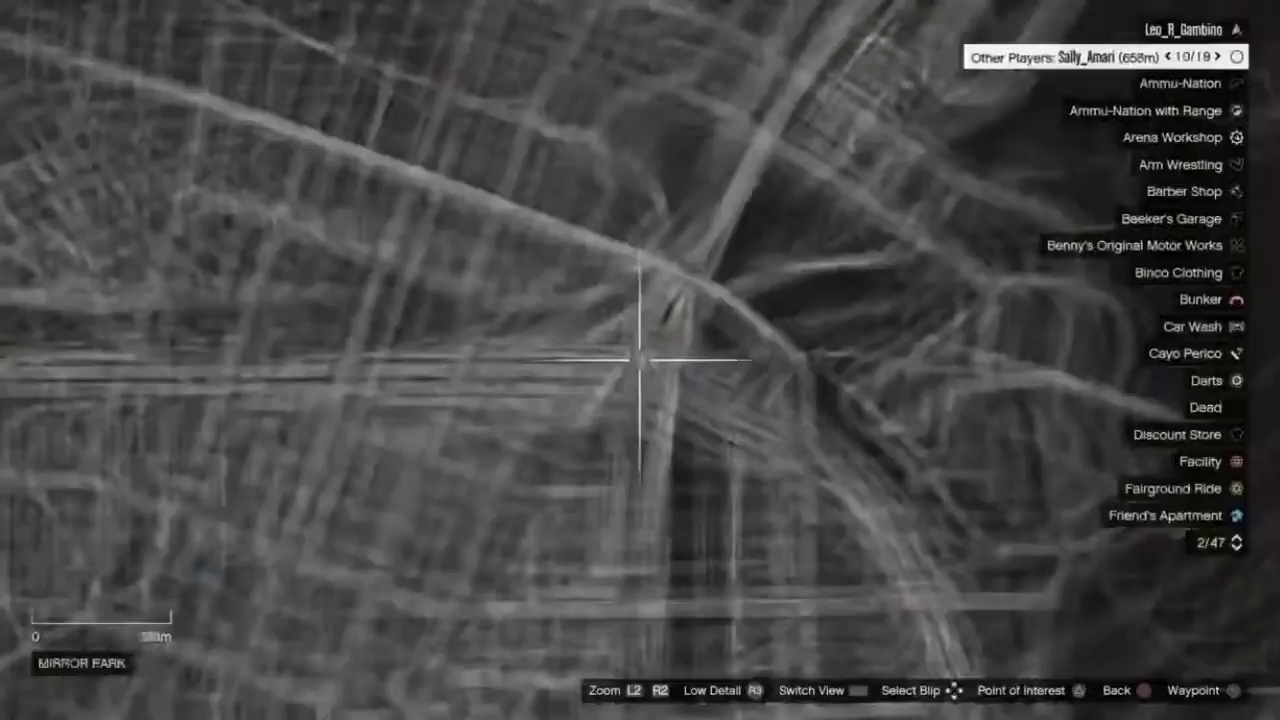 Leo_R_Gambino
Other Players: Sally_Amari (658m) < 10/19 >
Ammu-Nation
Ammu-Nation with Range
Arena Workshop
Arm Wrestling
Barber Shop
Beeker's Garage
Benny's Original Motor Works
Binco Clothing
Bunker
Car Wash
Cayo Perico
Darts
Dead
Discount Store
Facility
Fairground Ride
Friend's Apartment
2/47
0
MIRROR PARK
Zoom L2 R2 Low Detail R3 Switch View Select Blip Point of Interest Back Waypoint